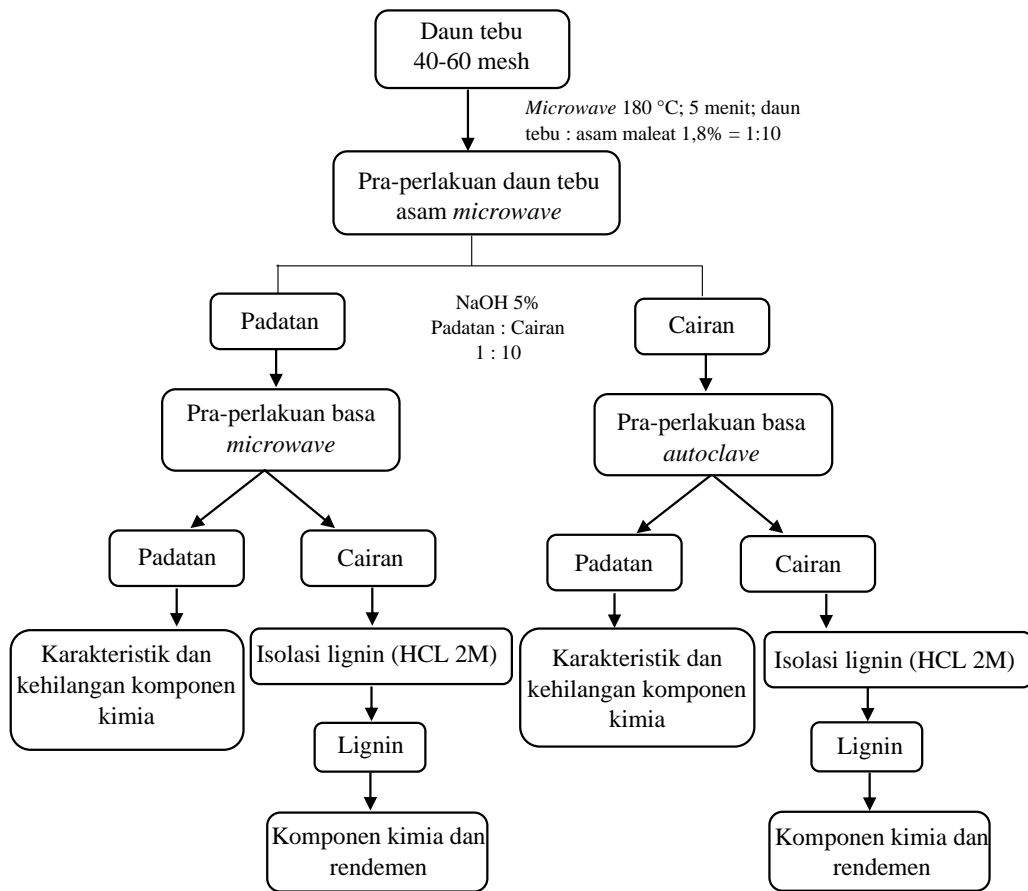 Daun tebu
40-60 mesh
Microwave 180 °C; 5 menit; daun
tebu : asam maleat 1,8% = 1:10
Pra-perlakuan daun tebu
asam microwave
Padatan
NaOH 5%
Padatan : Cairan
1 : 10
Cairan
Pra-perlakuan basa
microwave
Pra-perlakuan basa
autoclave
Padatan
Cairan
Padatan
Cairan
Karakteristik dan
kehilangan komponen
kimia
Isolasi lignin (HCL 2M)
Karakteristik dan
kehilangan komponen
kimia
Isolasi lignin (HCL 2M)
Lignin
Lignin
Komponen kimia dan
rendemen
Komponen kimia dan
rendemen